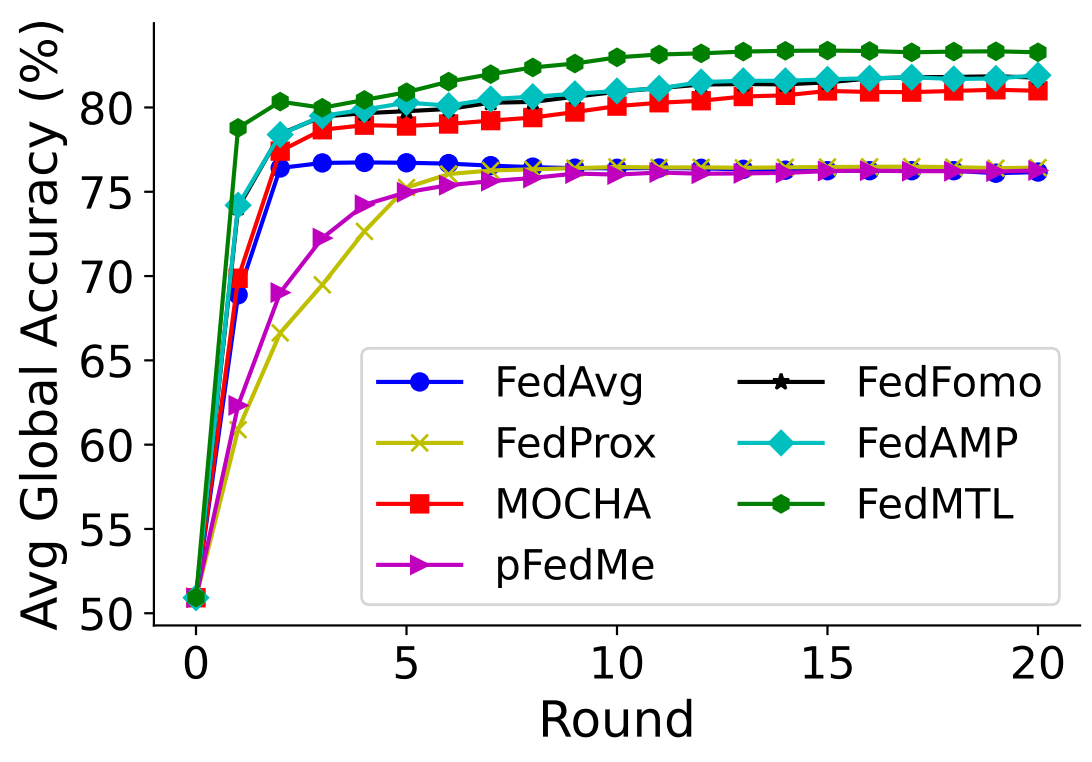 Avg Global Accuracy (%)
80
75
70
65
60
55
50
FedAvg
FedProx
MOCHA
pFedMe
FedFomo
FedAMP
FedMTL
0 5 10 15 20
Round